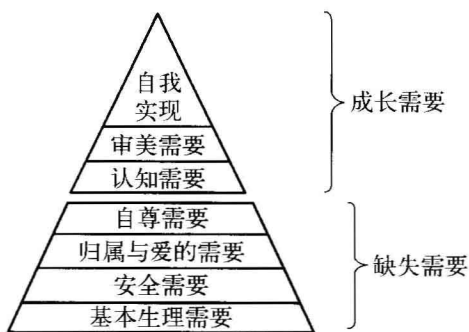 自我
实现
成长需要
审美需要
认知需要
自尊需要
归属与爱的需要
缺失需要
安全需要
基本生理需要